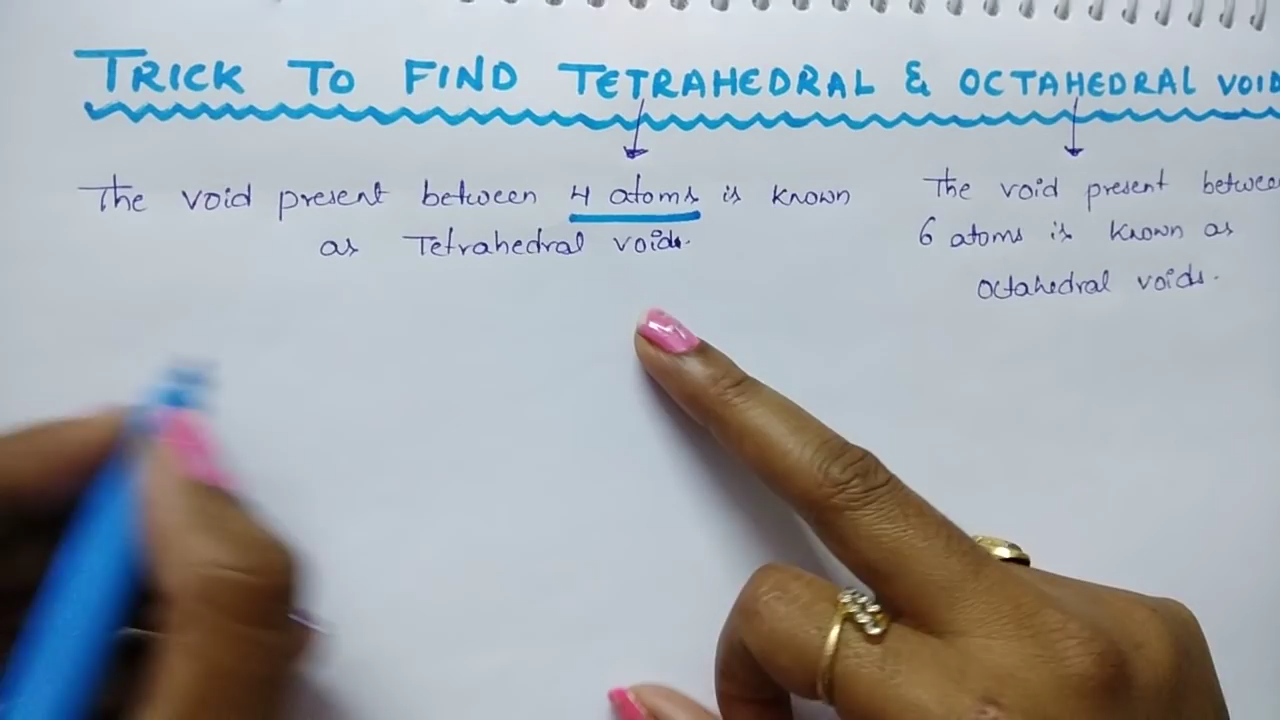 TRICK TO FIND TETRAHEDRAL & OCTAHEDRAL VOID
The void present between 4 atoms is known
as Tetrahedral voids.
The void present between
6 atoms is known as
octahedral voids.